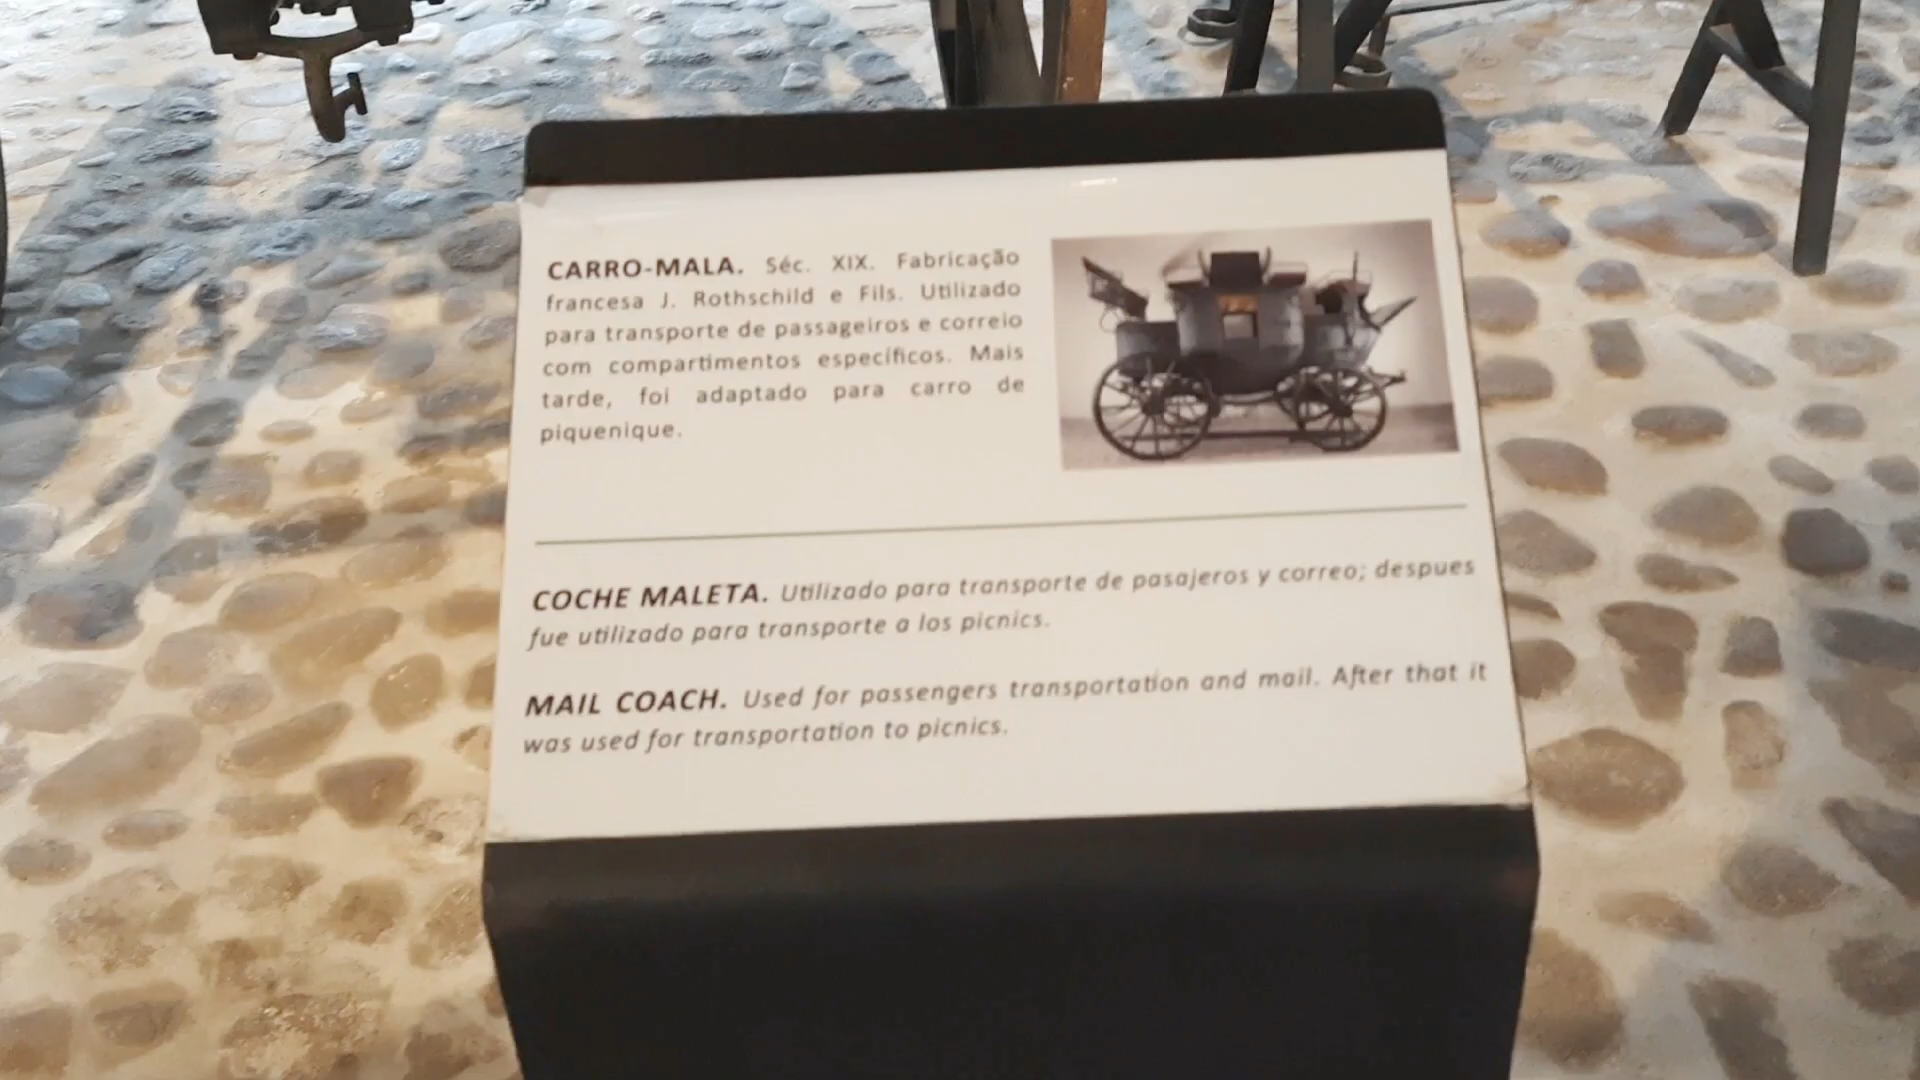 CARRO-MALA. Séc. XIX. Fabricação
francesa J. Rothschild e Fils. Utilizado
para transporte de passageiros e correio
com compartimentos específicos. Mais
tarde, foi adaptado para carro de
piquenique.
COCHE MALETA. Utilizado para transporte de pasajeros y correo; despues
fue utilizado para transporte a los picnics.
MAIL COACH. Used for passengers transportation and mail. After that it
was used for transportation to picnics.